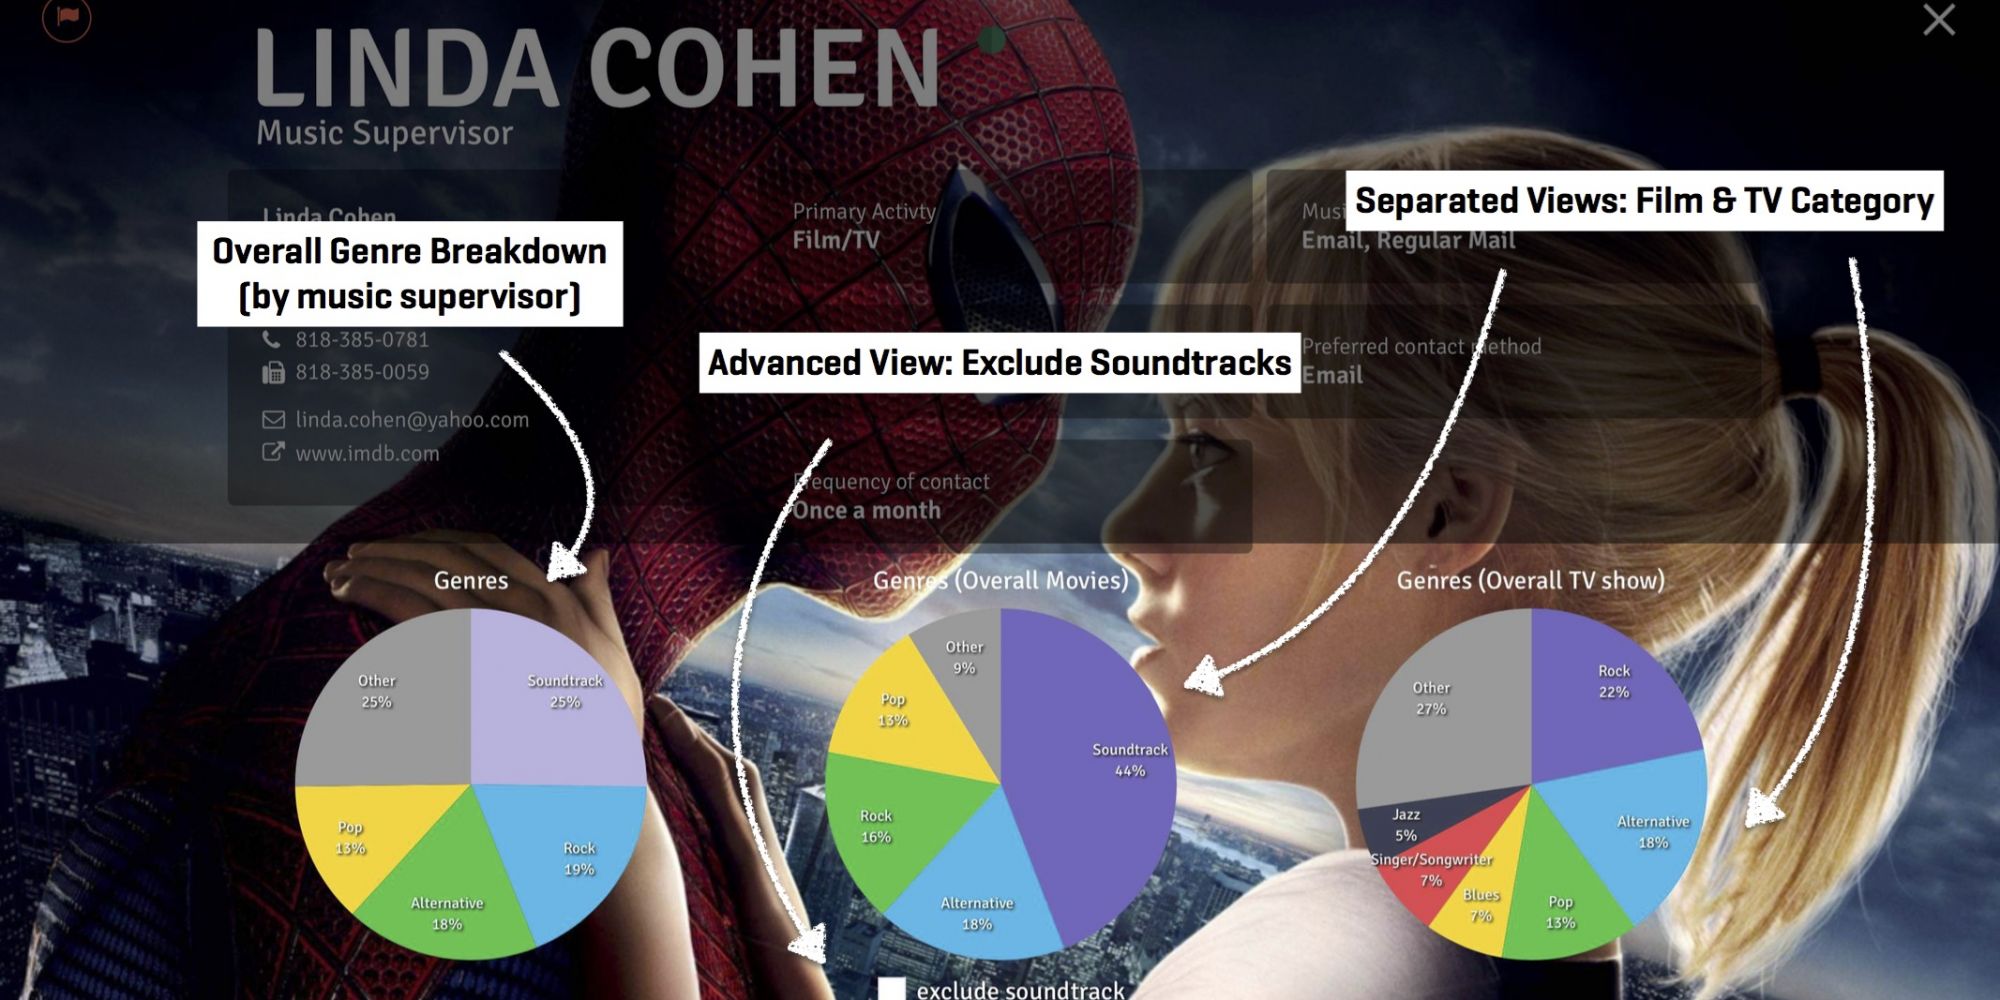 LINDA COHEN
Music Supervisor
Linda Cohen
Overall Genre Breakdown
(by music supervisor)
818-385-0781
818-385-0059
linda.cohen@yahoo.com
www.imdb.com
Primary Activty
Film/TV
Separated Views: Film & TV Category
Email, Regular Mail
Advanced View: Exclude Soundtracks
Preferred contact method
Email
Frequency of contact
Once a month
Genres
Other
25%
Soundtrack
25%
Pop
13%
Rock
19%
Alternative
18%
Genres (Overall Movies)
Other
9%
Pop
13%
Soundtrack
44%
Rock
16%
Alternative
18%
exclude soundtrack
Genres (Overall TV show)
Rock
22%
Other
27%
Jazz
5%
Alternative
18%
Singer/Songwriter
7%
Blues
7%
Pop
13%